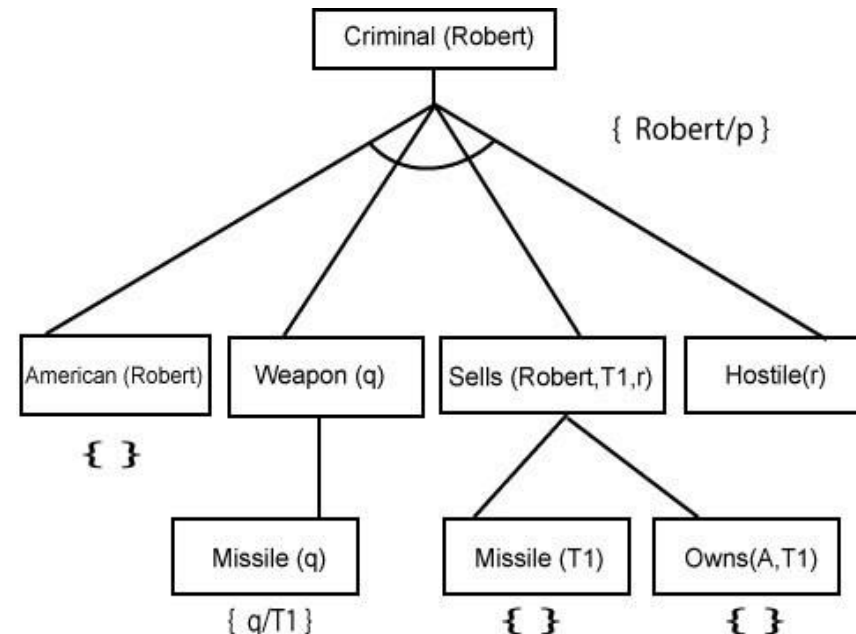 Criminal (Robert)
{ Robert/p }
American (Robert)
Weapon (q)
Sells (Robert,T1,r)
Hostile(r)
{ }
Missile (q)
Missile (T1)
Owns(A,T1)
{ q/T1 }
{ }
{ }